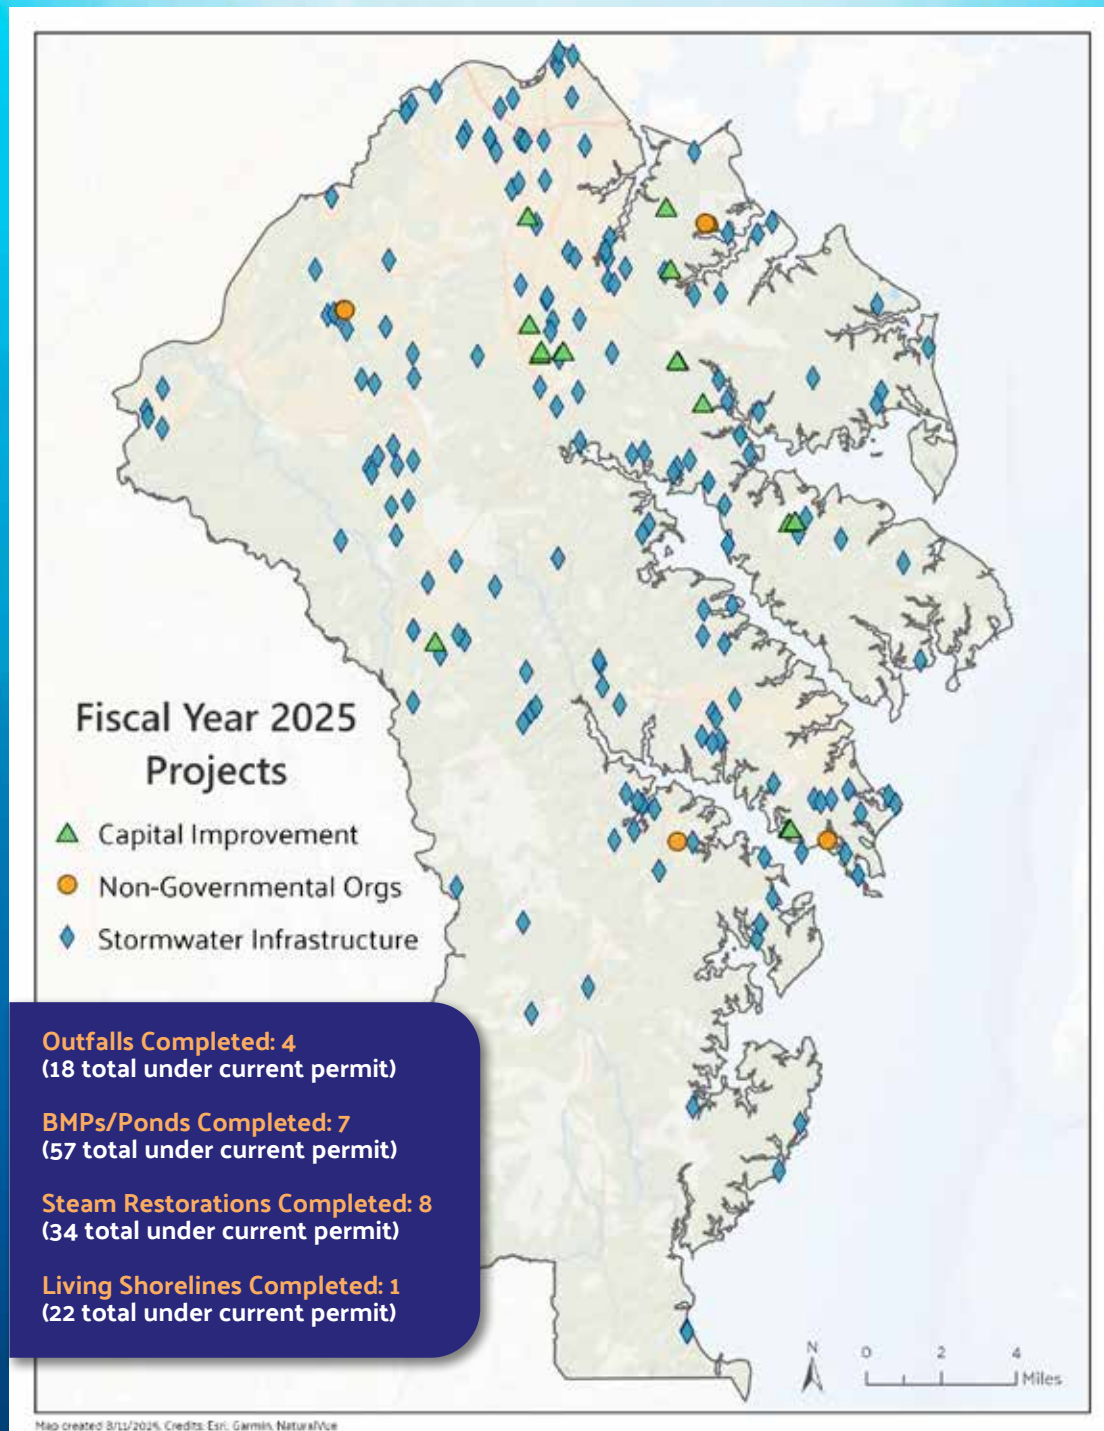 Fiscal Year 2025
Projects
Capital Improvement
Non-Governmental Orgs
Stormwater Infrastructure
Outfalls Completed: 4
(18 total under current permit)
BMPs/Ponds Completed: 7
(57 total under current permit)
Steam Restorations Completed: 8
(34 total under current permit)
Living Shorelines Completed: 1
(22 total under current permit)
N
0 2 4
Miles
Map created 8/11/2025, Credits: Esri, Garmin, NaturalVue